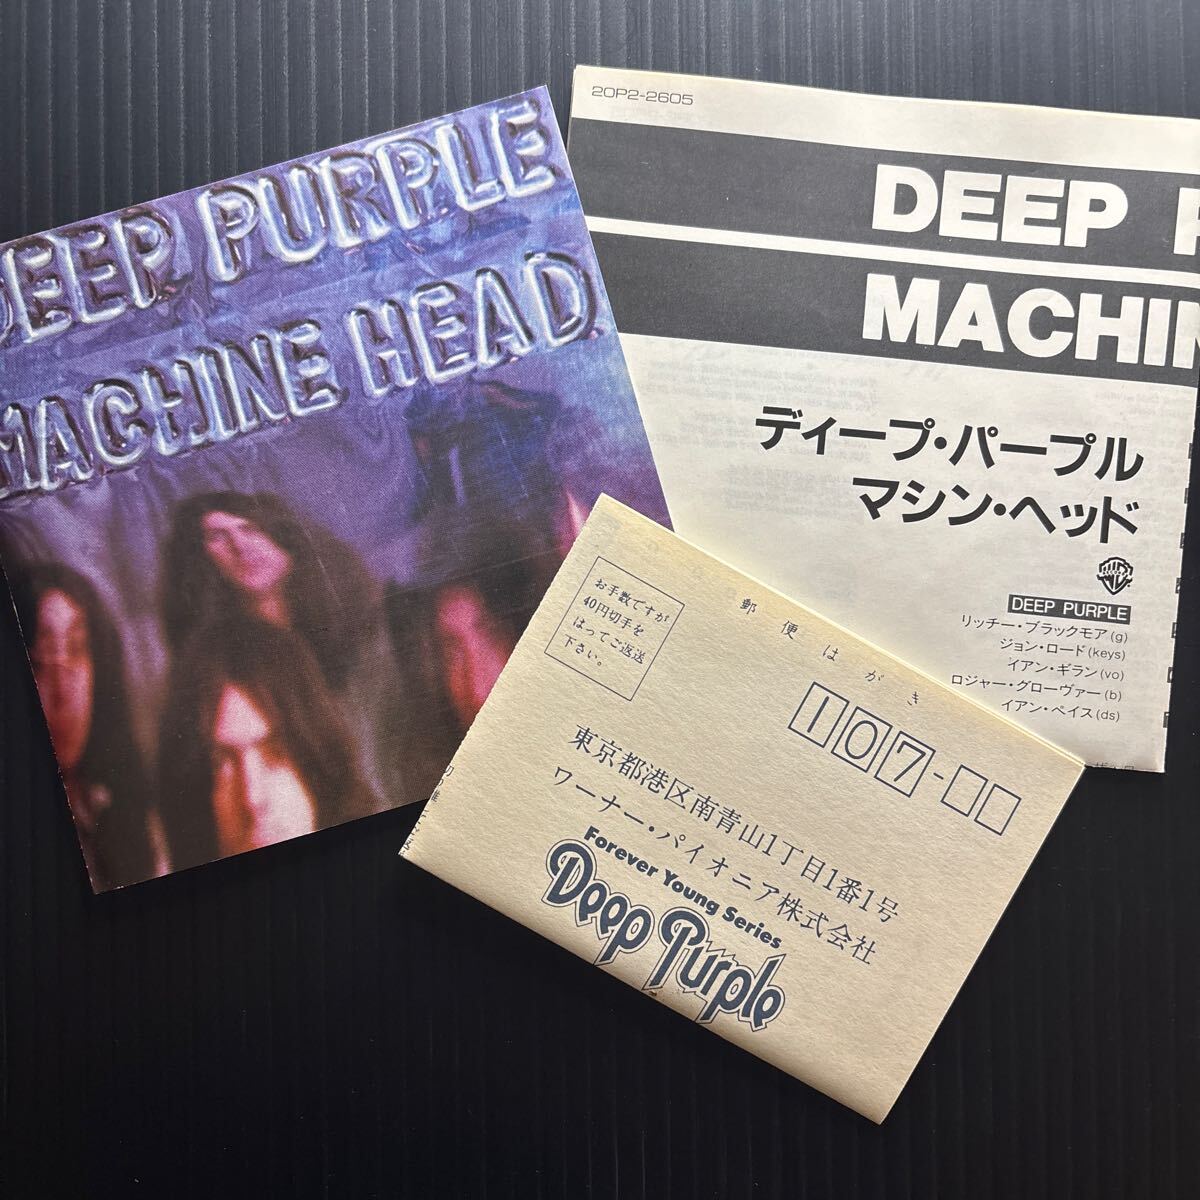 DEEP PURPLE
MACHINE HEAD
20P2-2605
DEEP
MACHIN
ディープ・パープル
マシン・ヘッド
DEEP PURPLE
リッチー・ブラックモア(g)
ジョン・ロード(keys)
イアン・ギラン(vo)
ロジャー・グローヴァー(b)
イアン・ペイス(ds)
お手数ですが
40円切手を
はってご返送
下さい。
郵便はがき
107-
東京都港区南青山1丁目1番1号
ワーナー・パイオニア株式会社
Forever Young Series
Deep Purple